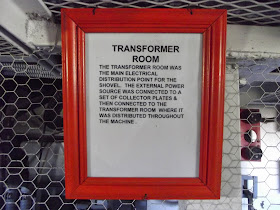 TRANSFORMER
ROOM
THE TRANSFORMER ROOM WAS
THE MAIN ELECTRICAL
DISTRIBUTION POINT FOR THE
SHOVEL. THE EXTERNAL POWER
SOURCE WAS CONNECTED TO A
SET OF COLLECTOR PLATES &
THEN CONNECTED TO THE
TRANSFORMER ROOM WHERE IT
WAS DISTRIBUTED THROUGHOUT
THE MACHINE .